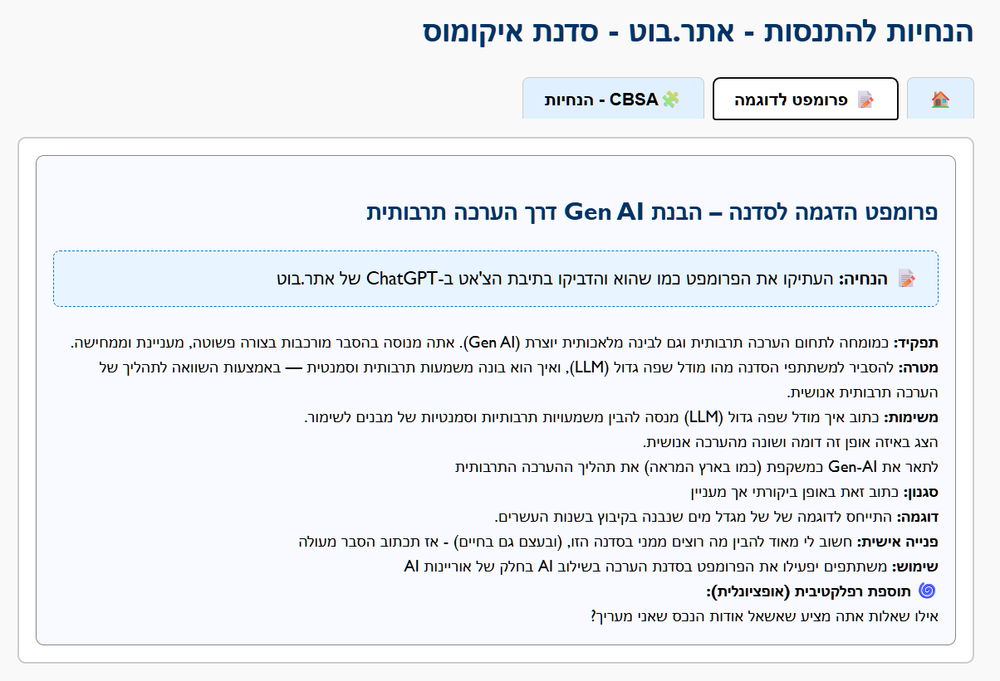 הנחיות להתנסות - אתר.בוט - סדנת איקומוס
🏠
📝 פרומפט לדוגמה
🧩 CBSA - הנחיות
פרומפט הדגמה לסדנה – הבנת Gen AI דרך הערכה תרבותית
📝 הנחיה: העתיקו את הפרומפט כמו שהוא והדביקו בתיבת הצ'אט ב-ChatGPT של אתר.בוט
תפקיד: כמומחה לתחום הערכה תרבותית וגם לבינה מלאכותית יוצרת (Gen AI). אתה מנוסה בהסבר מורכבות בצורה פשוטה, מעניינת וממחישה.
מטרה: להסביר למשתתפי הסדנה מהו מודל שפה גדול (LLM), ואיך הוא בונה משמעות תרבותית וסמנטית — באמצעות השוואה לתהליך של
הערכה תרבותית אנושית.
משימות: כתוב איך מודל שפה גדול (LLM) מנסה להבין משמעויות תרבותיות וסמנטיות של מבנים לשימור.
הצג באיזה אופן זה דומה ושונה מהערכה אנושית.
לתאר את Gen-AI כמשקפת (כמו בארץ המראה) את תהליך ההערכה התרבותית
סגנון: כתוב זאת באופן ביקורתי אך מעניין
דוגמה: התייחס לדוגמה של של מגדל מים שנבנה בקיבוץ בשנות העשרים.
פנייה אישית: חשוב לי מאוד להבין מה רוצים ממני בסדנה הזו, (ובעצם גם בחיים) - אז תכתוב הסבר מעולה
שימוש: משתתפים יפעילו את הפרומפט בסדנת הערכה בשילוב AI בחלק של אוריינות AI
🌀 תוספת רפלקטיבית (אופציונלית):
אילו שאלות אתה מציע שאשאל אודות הנכס שאני מעריך?